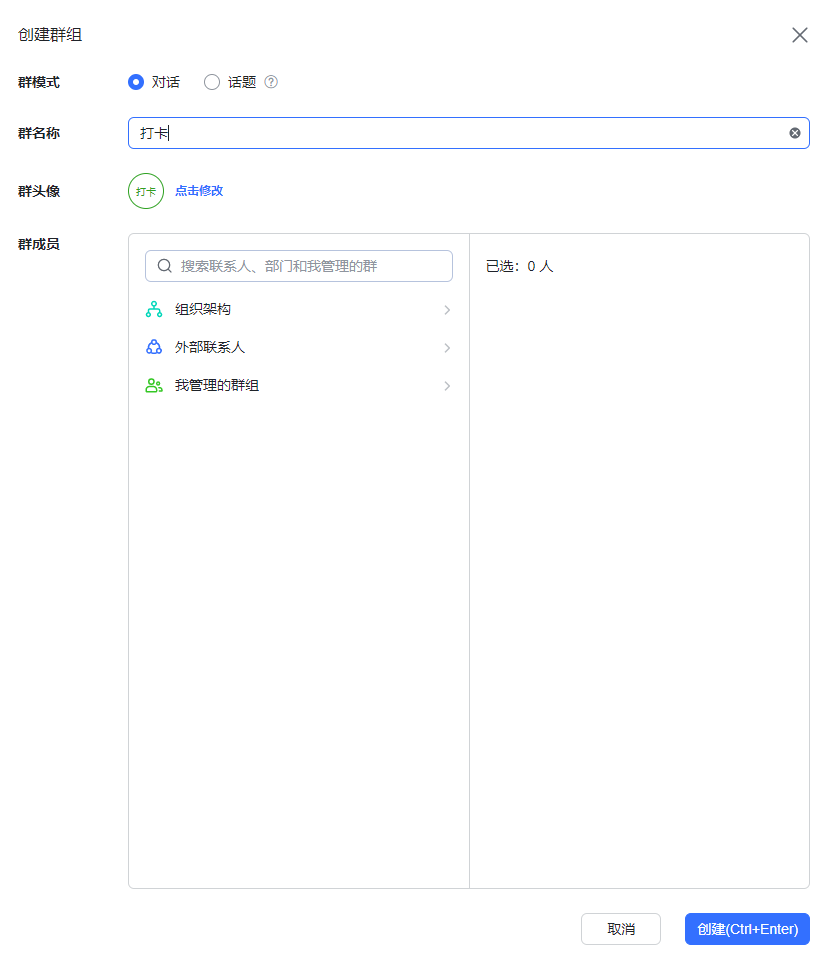 创建群组
群模式 对话 话题
群名称 打卡
群头像 打卡 点击修改
群成员
搜索联系人、部门和我管理的群 已选：0 人
组织架构
外部联系人
我管理的群组
取消 创建(Ctrl+Enter)